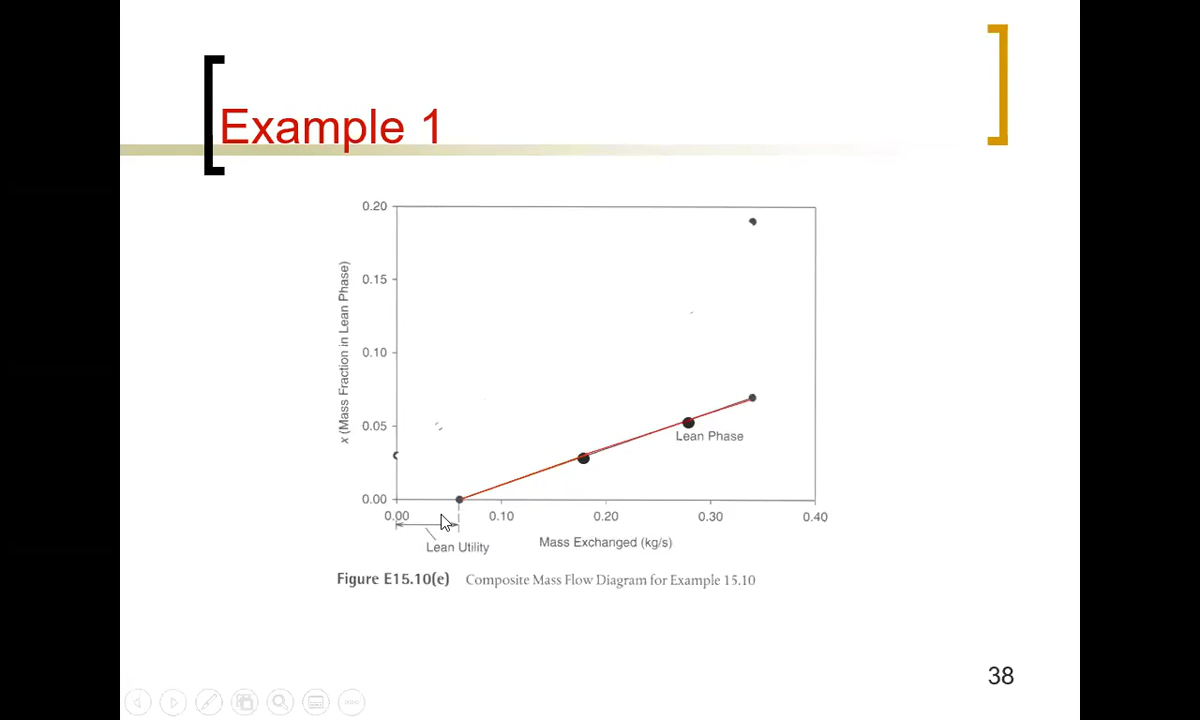 Example 1
0.20
0.15
0.10
0.05
0.00
x (Mass Fraction in Lean Phase)
Lean Phase
0.00 0.10 0.20 0.30 0.40
Lean Utility
Mass Exchanged (kg/s)
Figure E15.10(e) Composite Mass Flow Diagram for Example 15.10
38